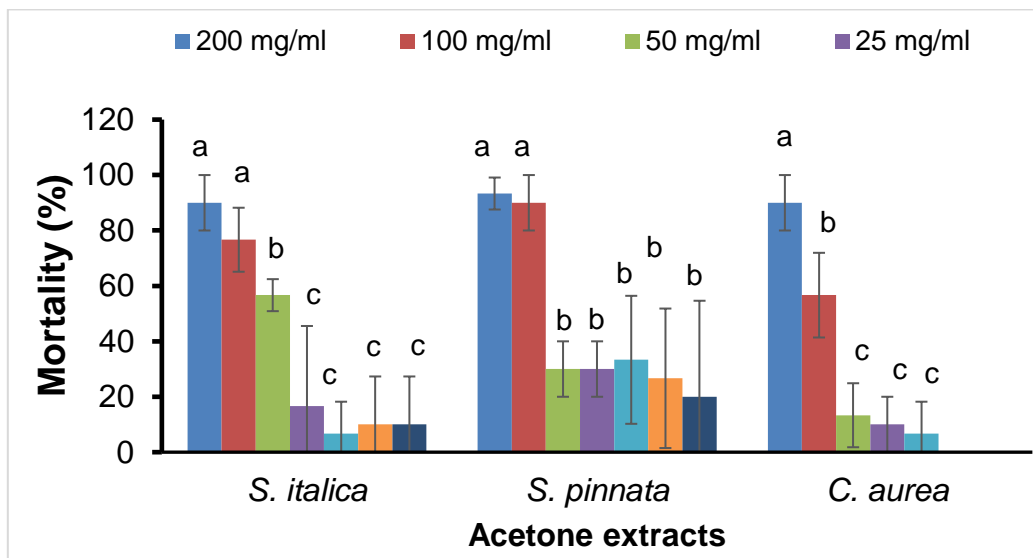 200 mg/ml 100 mg/ml 50 mg/ml 25 mg/ml
Mortality (%)
120
100
80
60
40
20
0
a a b c c c c
a a b b b b b
a b c c c
S. italica S. pinnata C. aurea
Acetone extracts